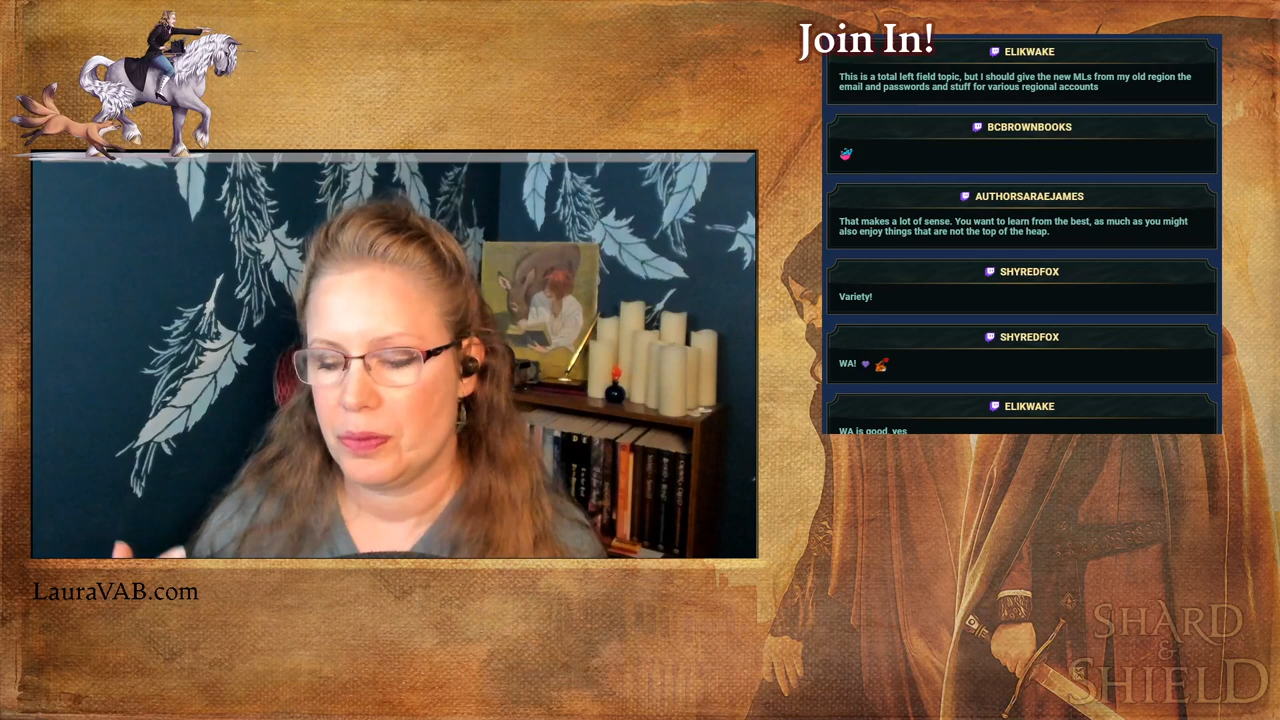 Join In!
ELIKWAKE
This is a total left field topic, but I should give the new MLs from my old region the
email and passwords and stuff for various regional accounts
BCBROWNBOOKS
AUTHORSARAEJAMES
That makes a lot of sense. You want to learn from the best, as much as you might
also enjoy things that are not the top of the heap.
SHYREDFOX
Variety!
SHYREDFOX
WA!
ELIKWAKE
WA is good, yes
LauraVAB.com
SHARD
&
SHIELD